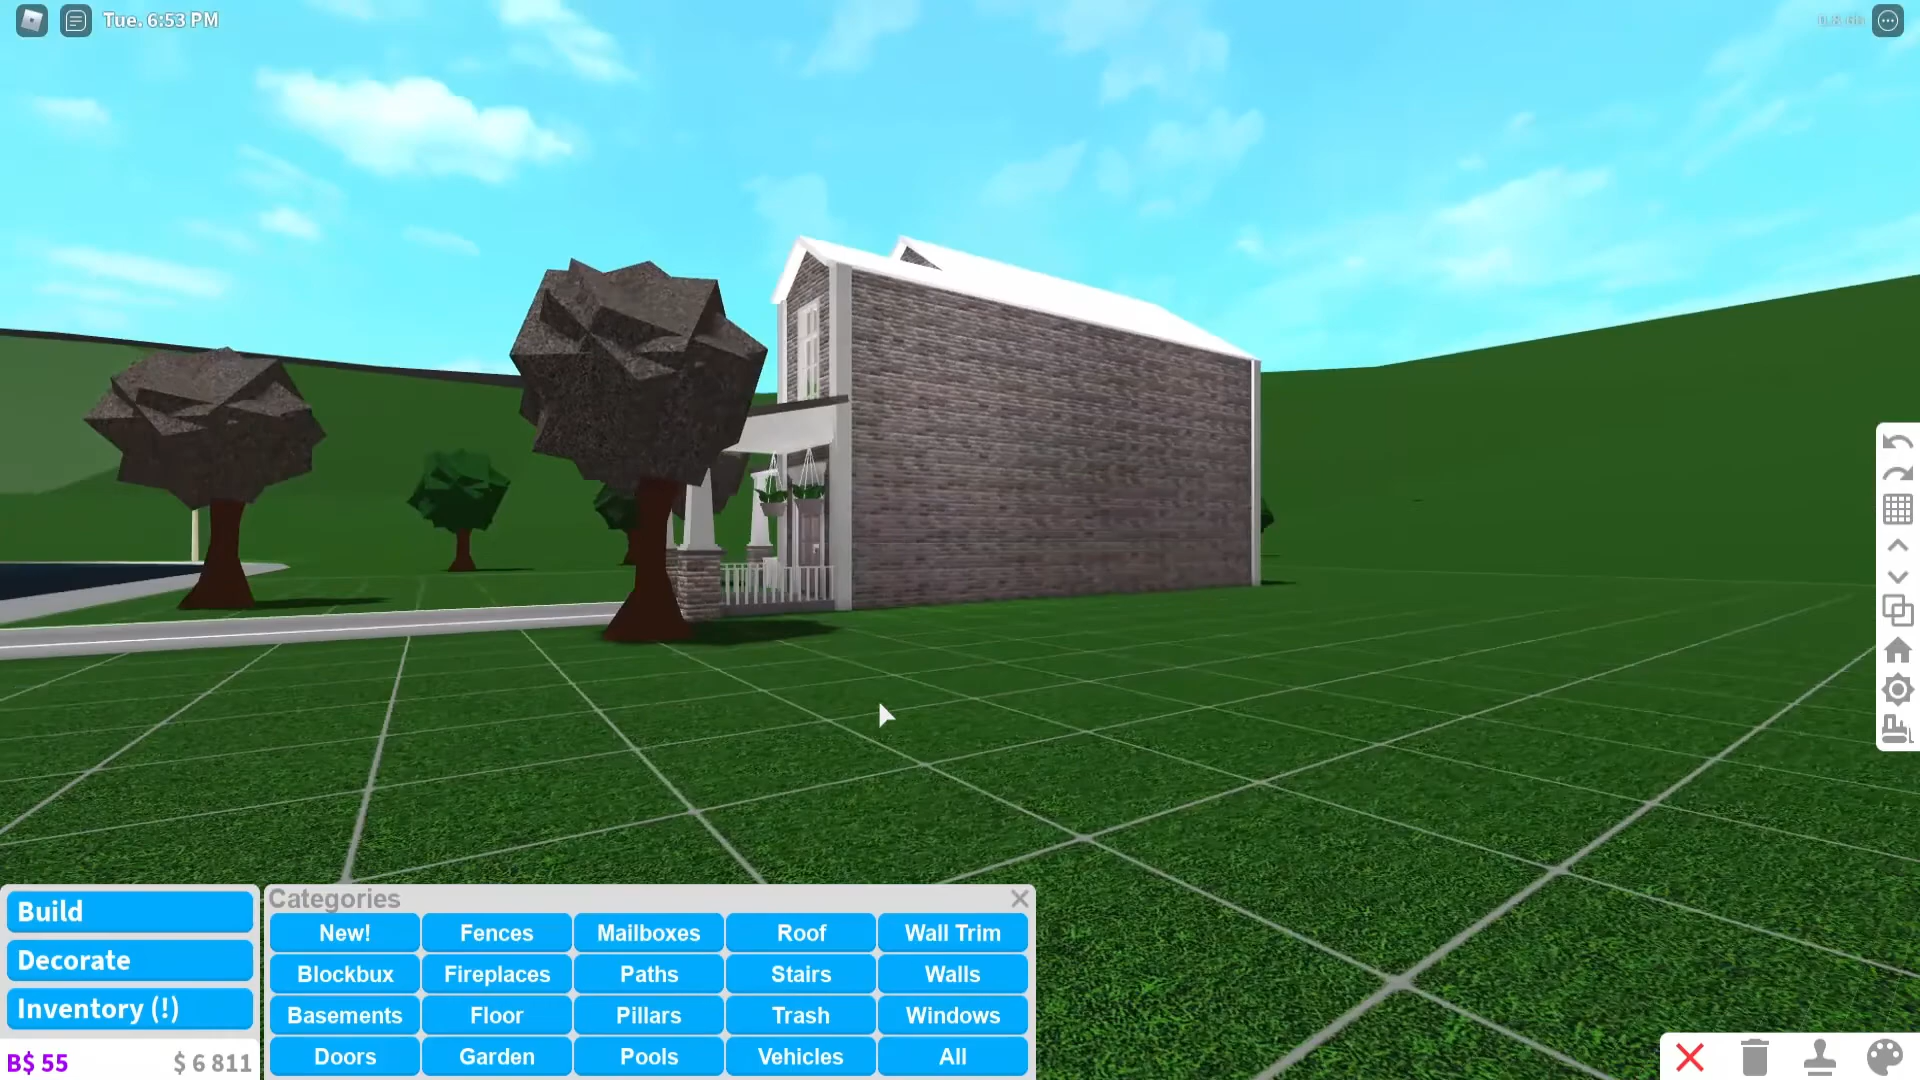 Tue. 6:53 PM
Build
Decorate
Inventory (!)
B$ 55
$ 6 811
Categories
New!
Fences
Mailboxes
Roof
Wall Trim
Blockbux
Fireplaces
Paths
Stairs
Walls
Basements
Floor
Pillars
Trash
Windows
Doors
Garden
Pools
Vehicles
All